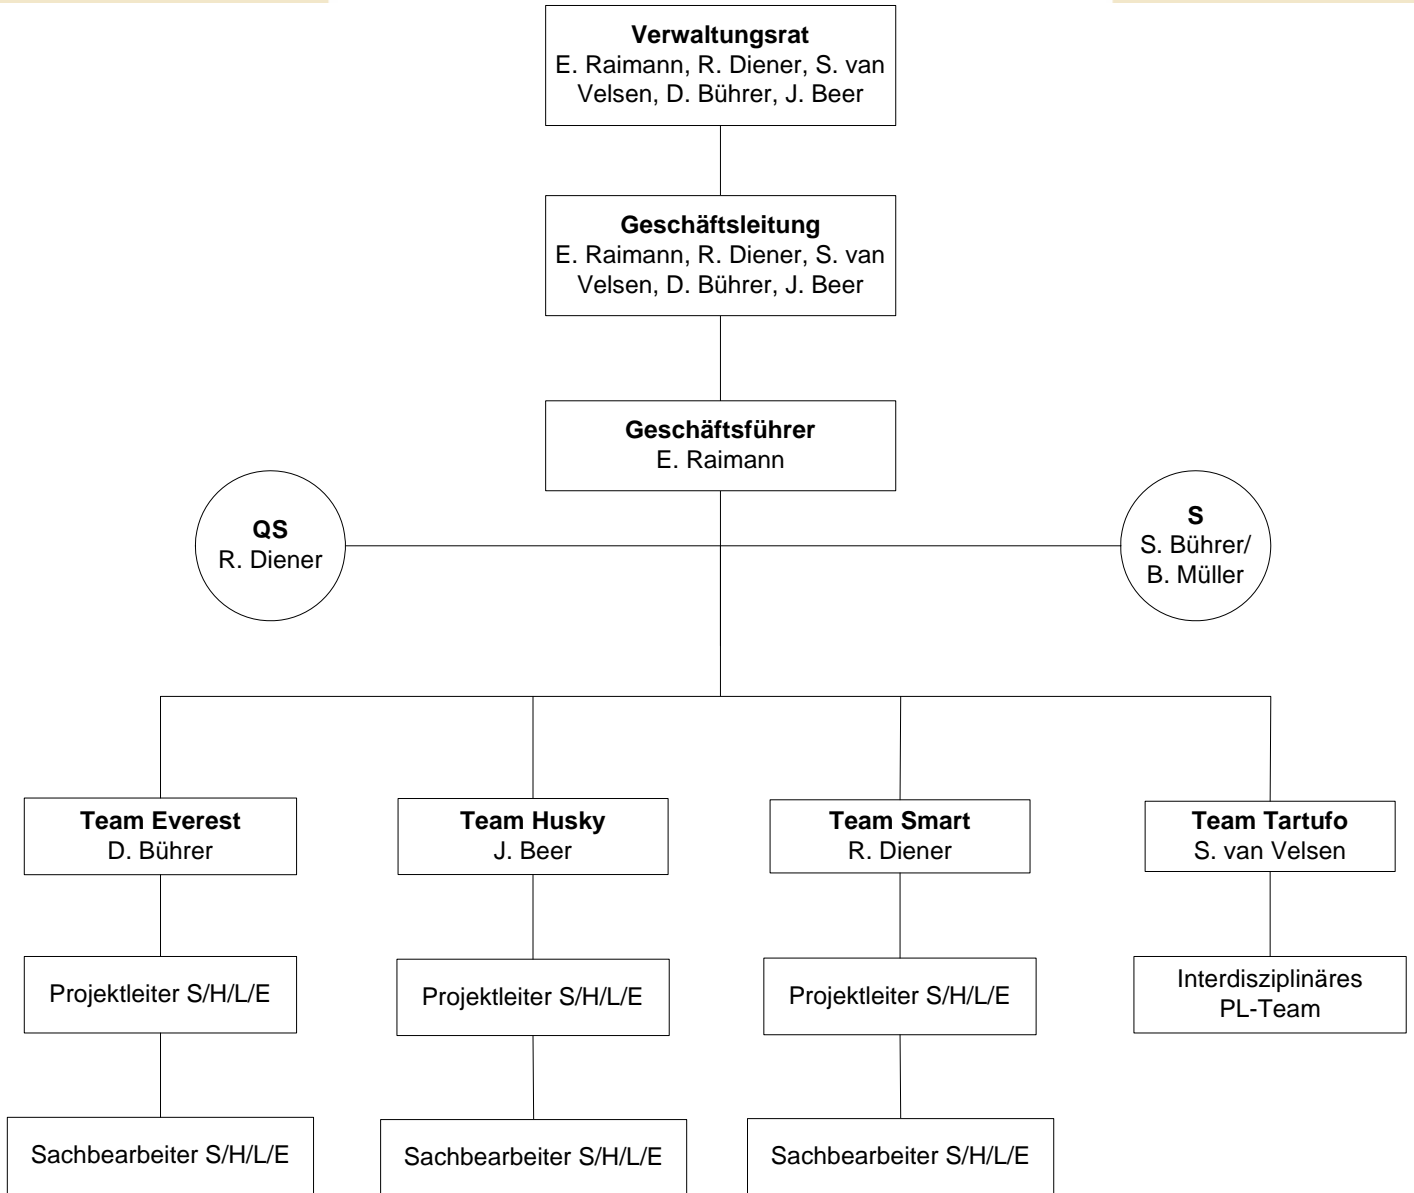 Verwaltungsrat
E. Raimann, R. Diener, S. van
Velsen, D. Bührer, J. Beer
Geschäftsleitung
E. Raimann, R. Diener, S. van
Velsen, D. Bührer, J. Beer
Geschäftsführer
E. Raimann
QS
R. Diener
S
S. Bührer/
B. Müller
Team Everest
D. Bührer
Team Husky
J. Beer
Team Smart
R. Diener
Team Tartufo
S. van Velsen
Projektleiter S/H/L/E
Projektleiter S/H/L/E
Projektleiter S/H/L/E
Interdisziplinäres
PL-Team
Sachbearbeiter S/H/L/E
Sachbearbeiter S/H/L/E
Sachbearbeiter S/H/L/E